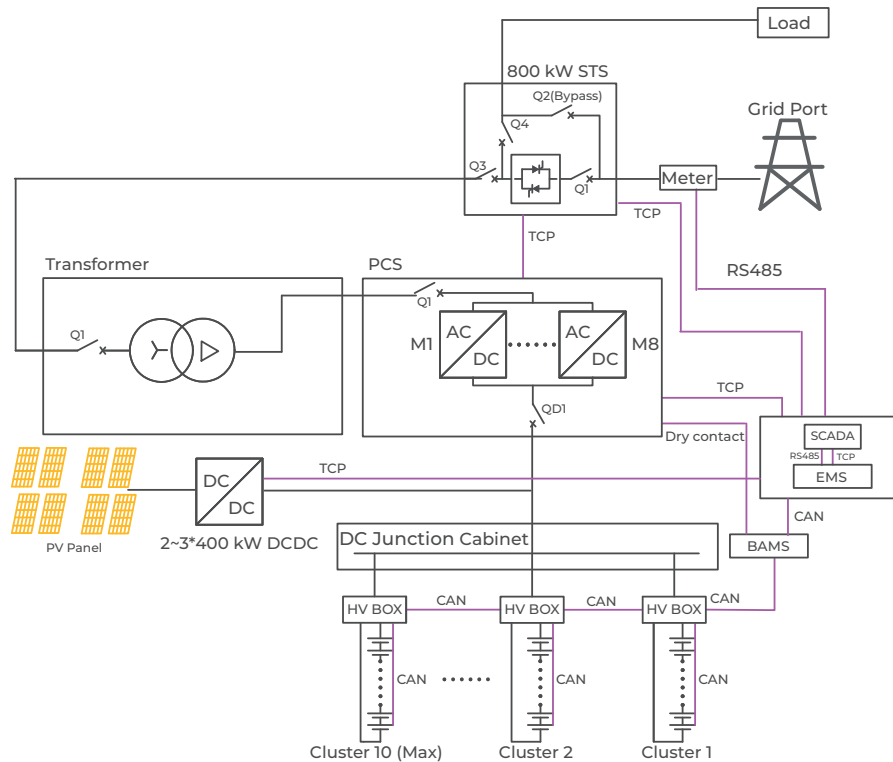 Load
800 kW STS
Q2(Bypass)
Grid Port
Q4
Q3
Q1
Meter
TCP
TCP
RS485
Transformer
PCS
Q1
Q1
AC
DC
AC
DC
M1
M8
TCP
QD1
Dry contact
SCADA
RS485
TCP
EMS
TCP
DC
DC
CAN
PV Panel
2~3*400 kW DCDC
DC Junction Cabinet
BAMS
HV BOX
CAN
HV BOX
CAN
HV BOX
CAN
CAN
CAN
CAN
Cluster 10 (Max)
Cluster 2
Cluster 1